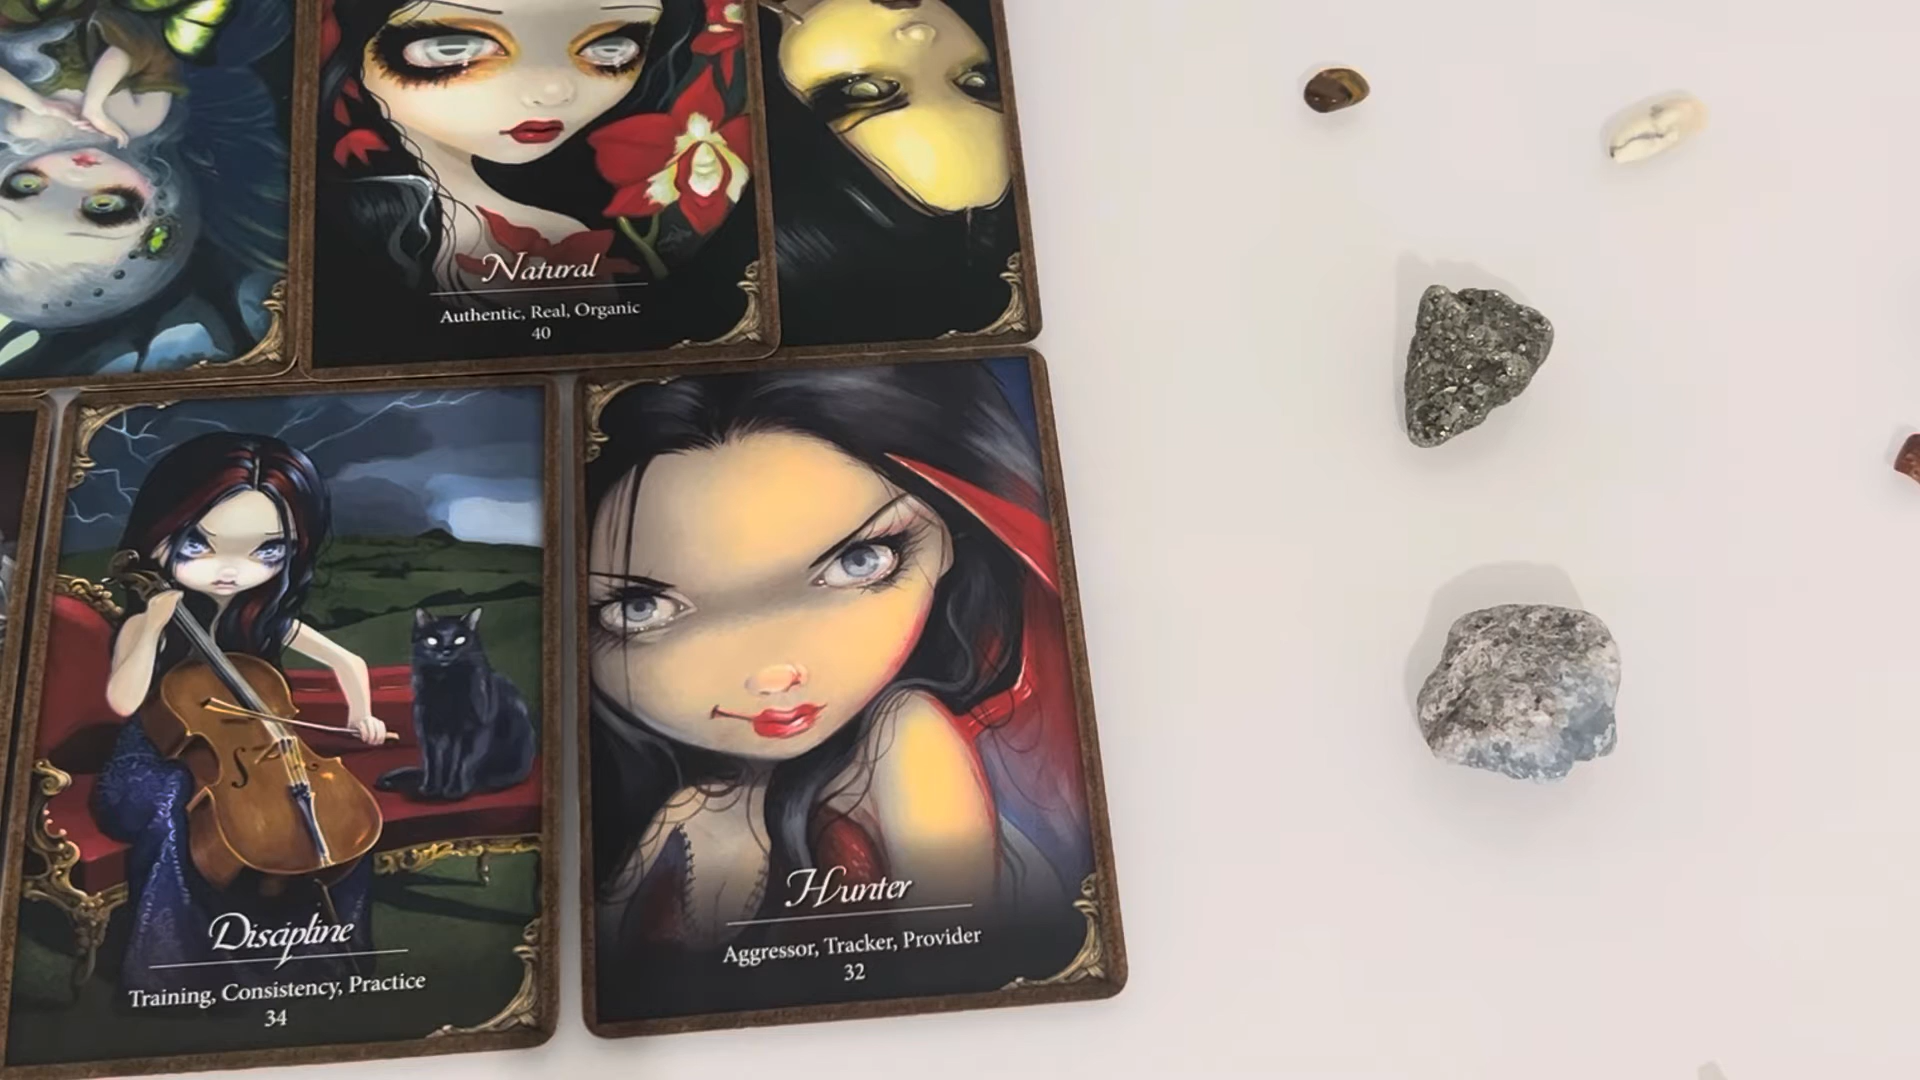 Natural
Authentic, Real, Organic
40
Discipline
Training, Consistency, Practice
34
Hunter
Aggressor, Tracker, Provider
32